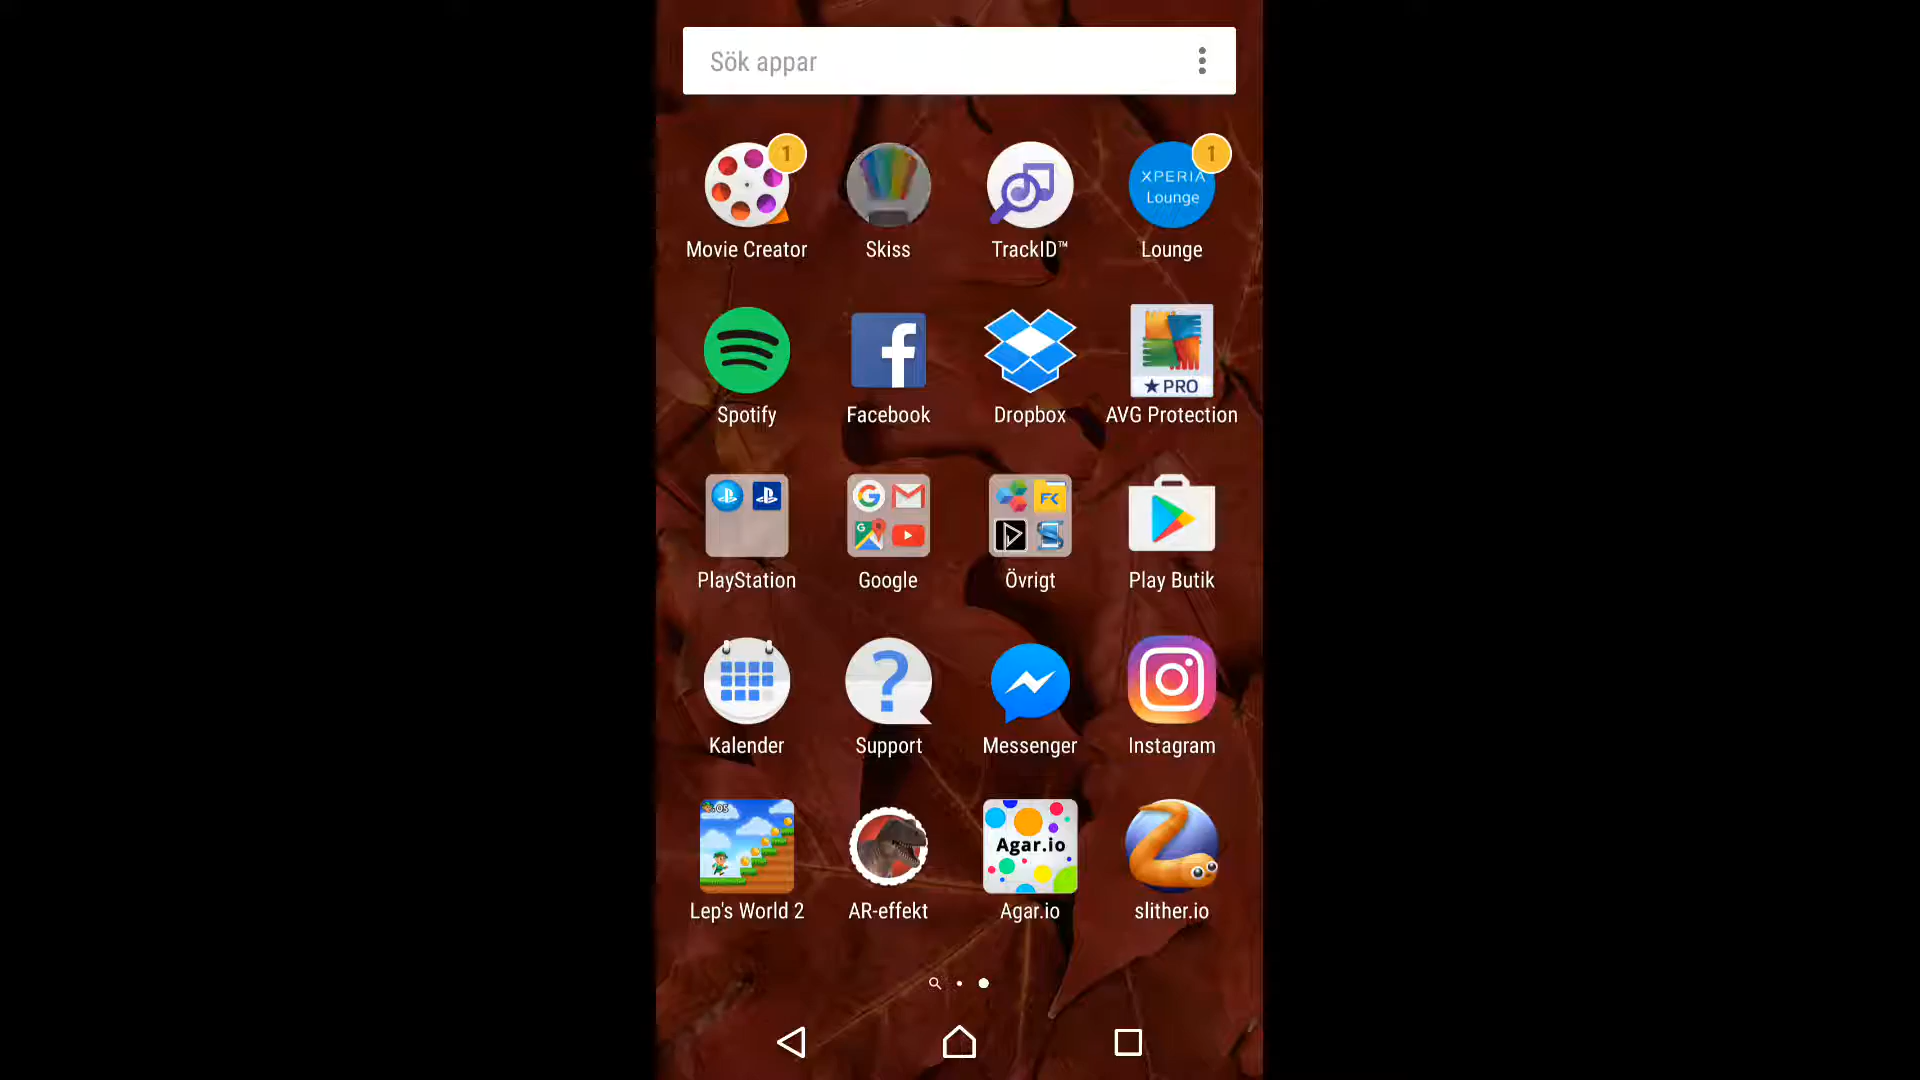 Sök appar
1
1
XPERIA
Lounge
Movie Creator
Skiss
TrackID™
Lounge
PRO
Spotify
Facebook
Dropbox
AVG Protection
PlayStation
Google
Övrigt
Play Butik
Kalender
Support
Messenger
Instagram
Agar.io
Lep's World 2
AR-effekt
Agar.io
slither.io